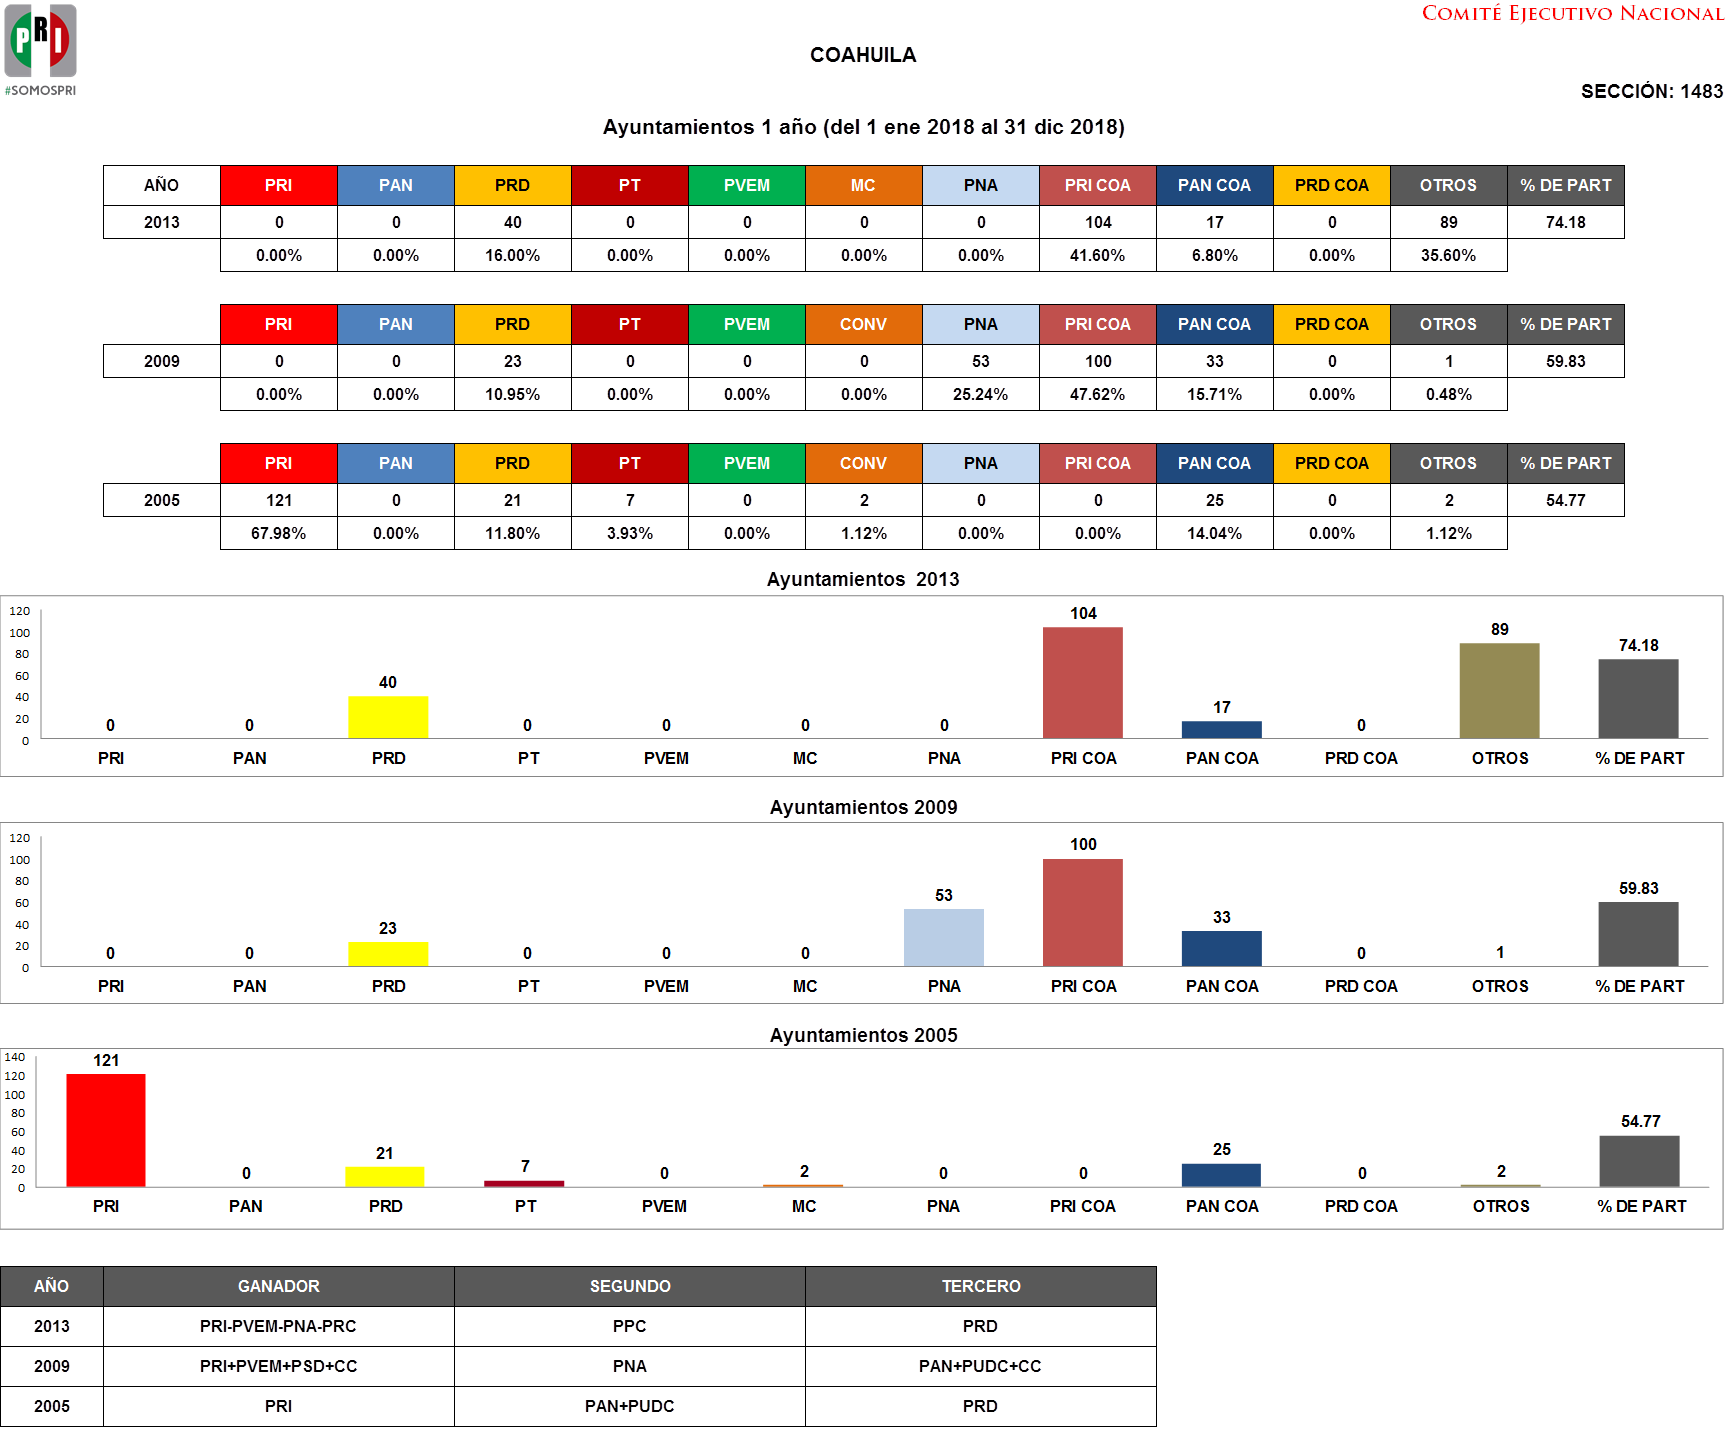 COMITÉ EJECUTIVO NACIONAL
PRI
#SOMOSPRI
COAHUILA
SECCIÓN: 1483
Ayuntamientos 1 año (del 1 ene 2018 al 31 dic 2018)
AÑO PRI PAN PRD PT PVEM MC PNA PRI COA PAN COA PRD COA OTROS % DE PART
2013 0 0 40 0 0 0 0 104 17 0 89 74.18
0.00% 0.00% 16.00% 0.00% 0.00% 0.00% 0.00% 41.60% 6.80% 0.00% 35.60%
PRI PAN PRD PT PVEM CONV PNA PRI COA PAN COA PRD COA OTROS % DE PART
2009 0 0 23 0 0 0 53 100 33 0 1 59.83
0.00% 0.00% 10.95% 0.00% 0.00% 0.00% 25.24% 47.62% 15.71% 0.00% 0.48%
PRI PAN PRD PT PVEM CONV PNA PRI COA PAN COA PRD COA OTROS % DE PART
2005 121 0 21 7 0 2 0 0 25 0 2 54.77
67.98% 0.00% 11.80% 3.93% 0.00% 1.12% 0.00% 0.00% 14.04% 0.00% 1.12%
Ayuntamientos 2013
120
100
80
60
40
20
0
0 0 40 0 0 0 0 104 17 0 89 74.18
PRI PAN PRD PT PVEM MC PNA PRI COA PAN COA PRD COA OTROS % DE PART
Ayuntamientos 2009
120
100
80
60
40
20
0
0 0 23 0 0 0 53 100 33 0 1 59.83
PRI PAN PRD PT PVEM MC PNA PRI COA PAN COA PRD COA OTROS % DE PART
Ayuntamientos 2005
140
120
100
80
60
40
20
0
121 0 21 7 0 2 0 0 25 0 2 54.77
PRI PAN PRD PT PVEM MC PNA PRI COA PAN COA PRD COA OTROS % DE PART
AÑO GANADOR SEGUNDO TERCERO
2013 PRI-PVEM-PNA-PRC PPC PRD
2009 PRI+PVEM+PSD+CC PNA PAN+PUDC+CC
2005 PRI PAN+PUDC PRD